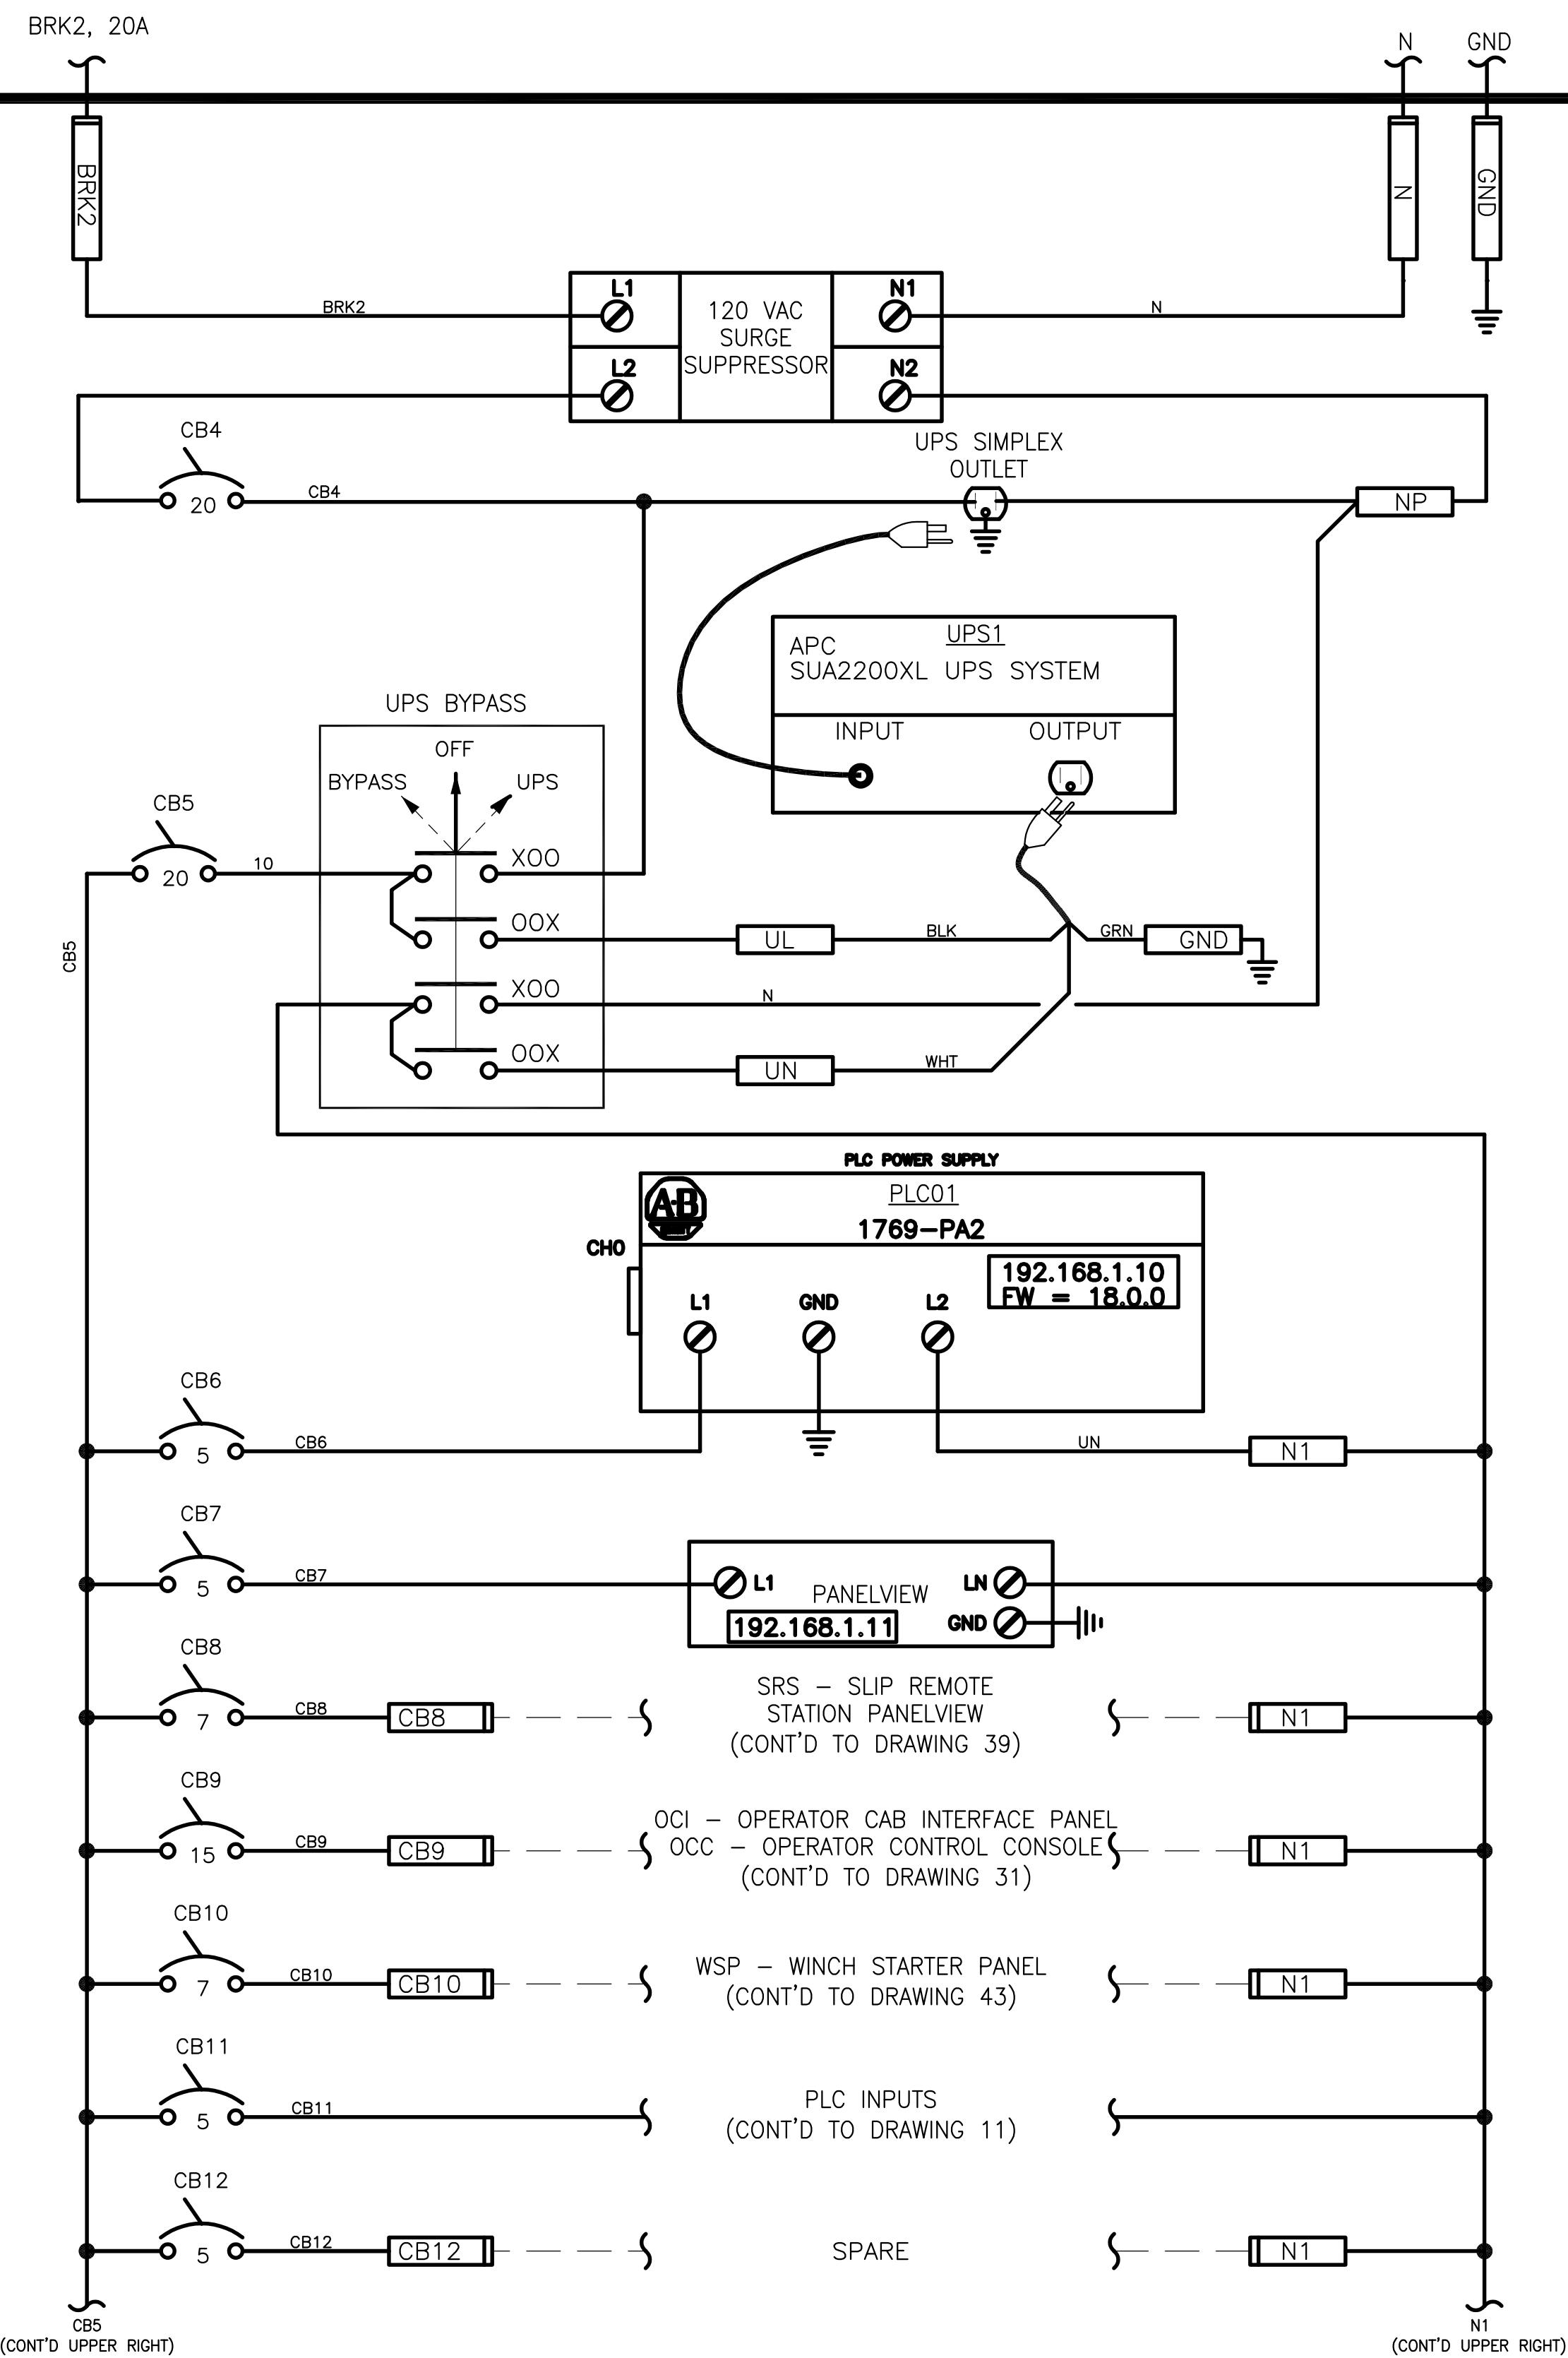 BRK2, 20A
N
GND
BRK2
N
GND
L1
N1
120 VAC
SURGE
SUPPRESSOR
BRK2
N
L2
N2
CB4
UPS SIMPLEX
OUTLET
20
CB4
NP
UPS1
APC
SUA2200XL UPS SYSTEM
UPS BYPASS
INPUT
OUTPUT
OFF
BYPASS
UPS
CB5
20
10
XOO
OOX
UL
BLK
GRN
GND
CB5
XOO
N
OOX
UN
WHT
PLC POWER SUPPLY
A-B
PLC01
1769-PA2
CH0
192.168.1.10
FW = 18.0.0
L1
GND
L2
CB6
5
CB6
UN
N1
CB7
5
CB7
L1
PANELVIEW
LN
192.168.1.11
GND
CB8
7
CB8
CB8
SRS - SLIP REMOTE
STATION PANELVIEW
(CONT'D TO DRAWING 39)
N1
CB9
15
CB9
CB9
OCI - OPERATOR CAB INTERFACE PANEL
OCC - OPERATOR CONTROL CONSOLE
(CONT'D TO DRAWING 31)
N1
CB10
7
CB10
CB10
WSP - WINCH STARTER PANEL
(CONT'D TO DRAWING 43)
N1
CB11
5
CB11
PLC INPUTS
(CONT'D TO DRAWING 11)
CB12
5
CB12
CB12
SPARE
N1
CB5
(CONT'D UPPER RIGHT)
N1
(CONT'D UPPER RIGHT)